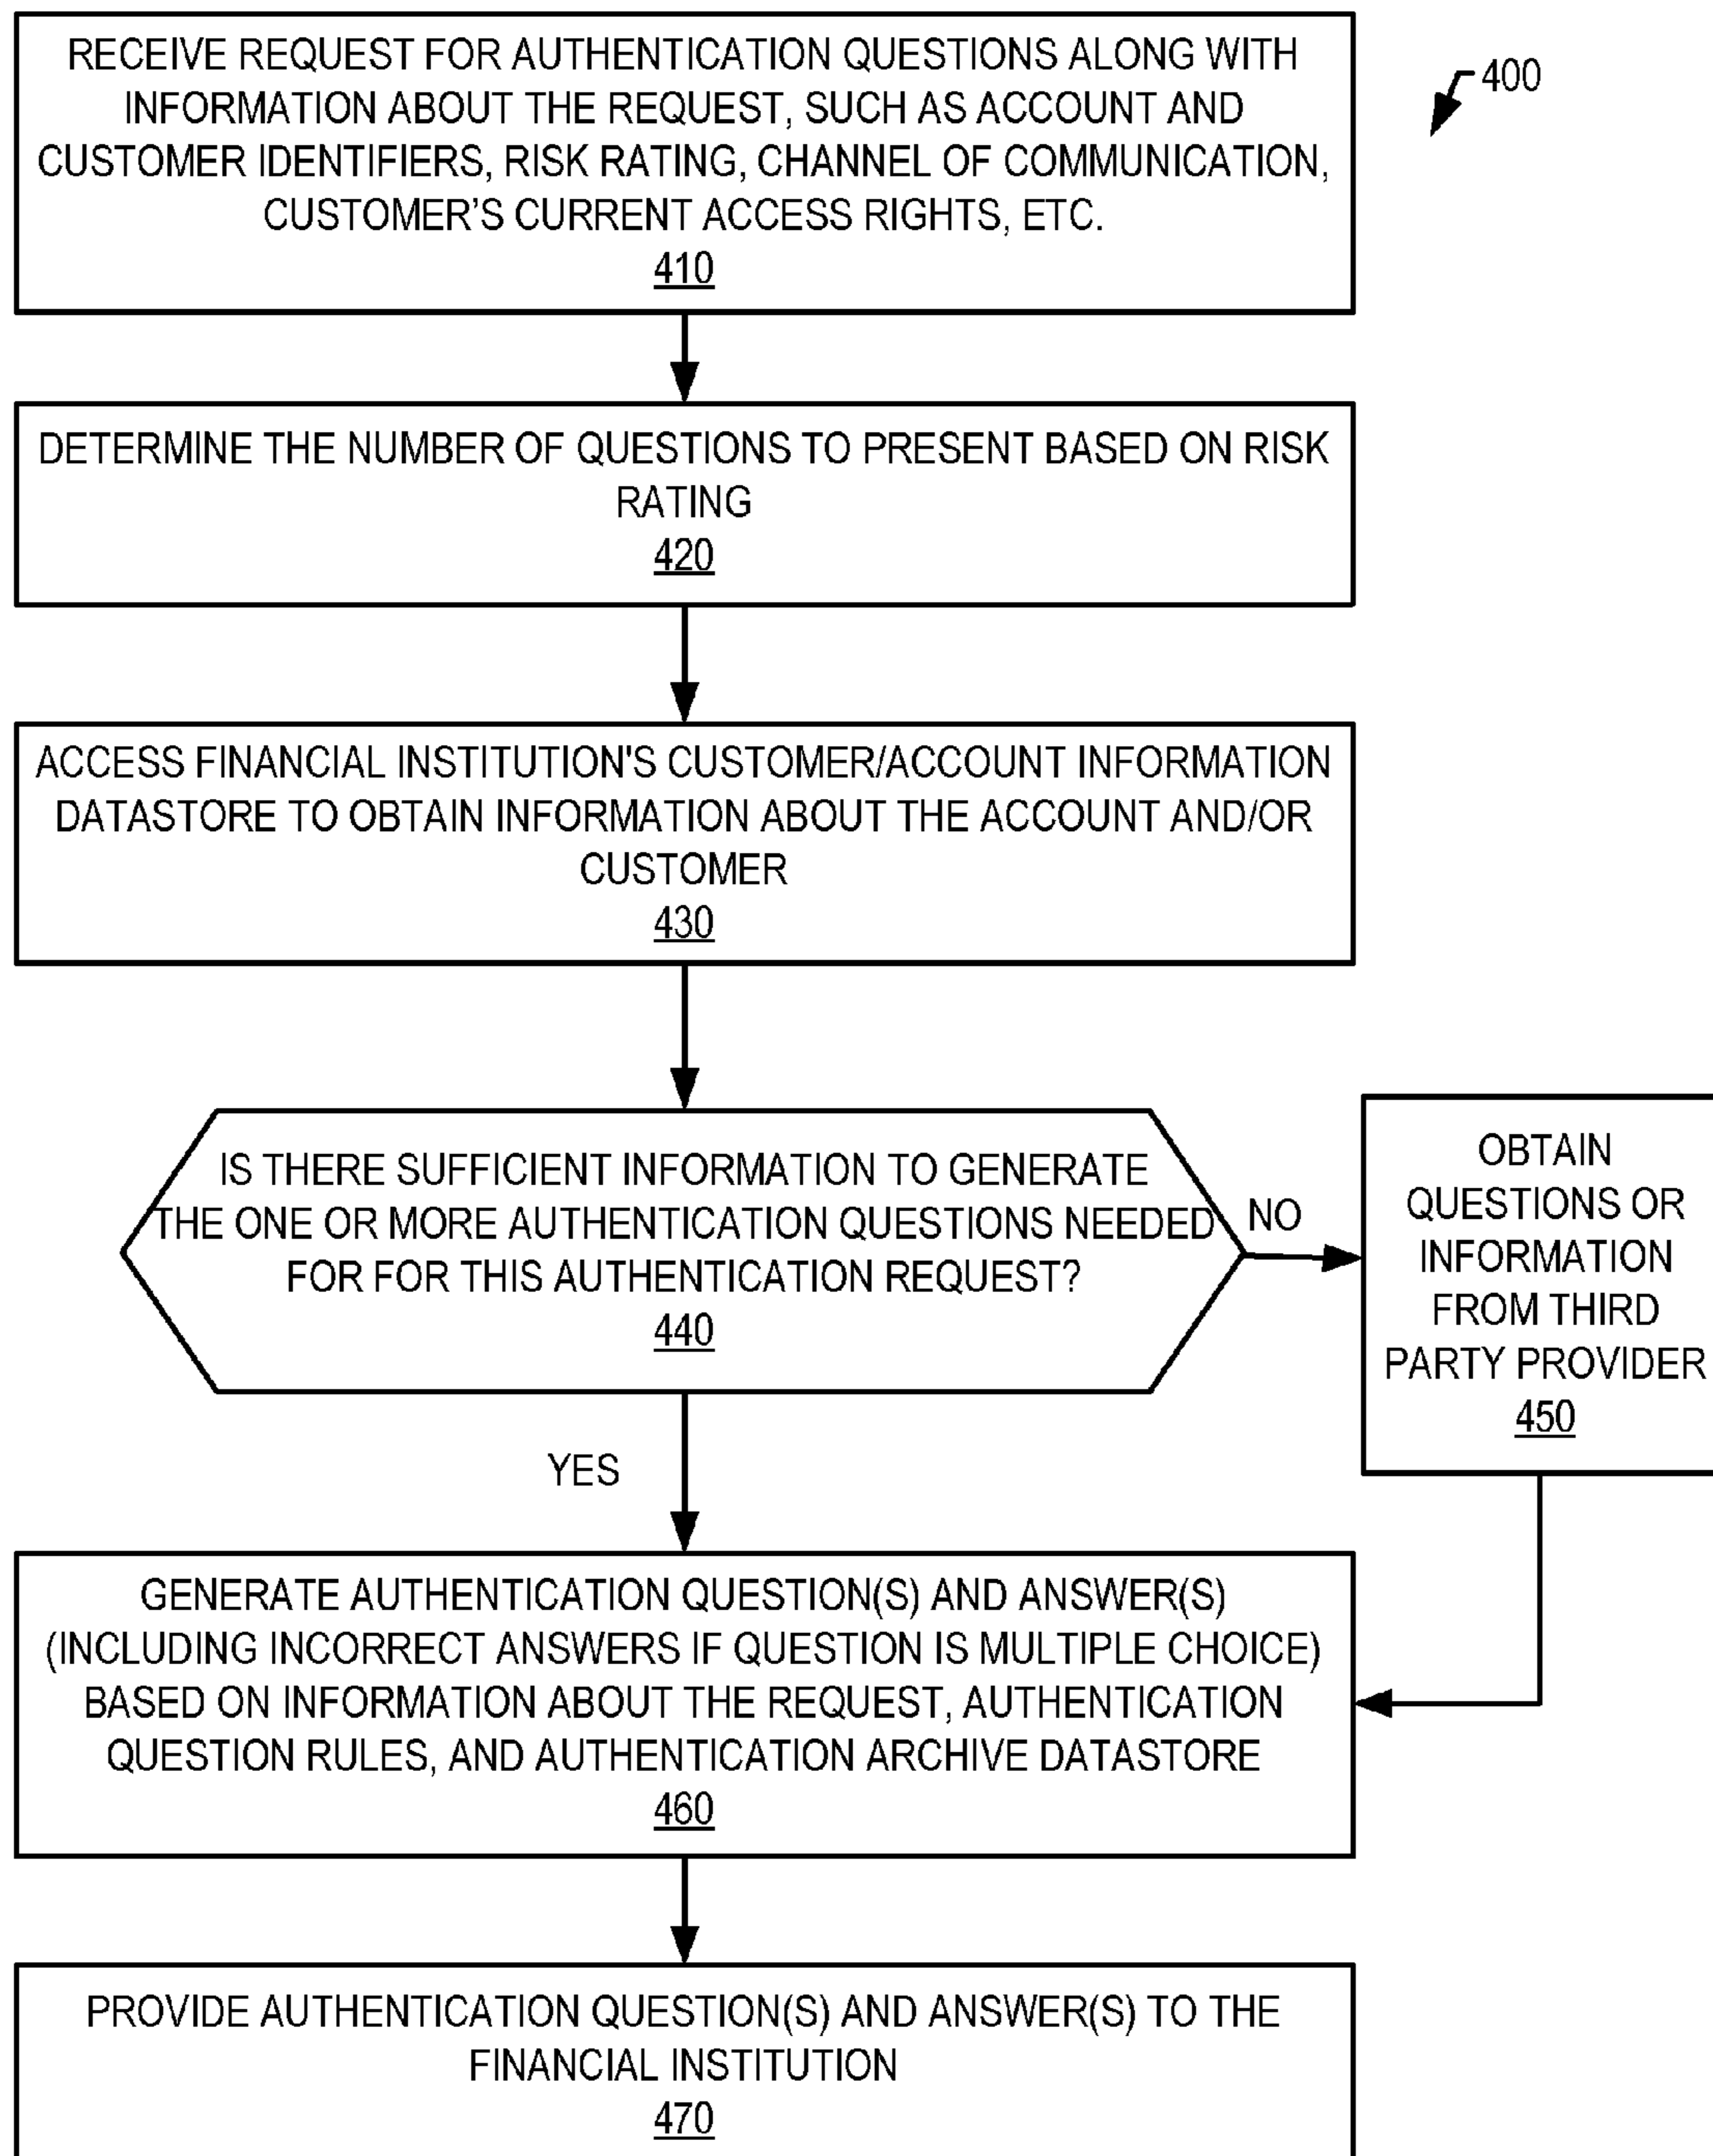 RECEIVE REQUEST FOR AUTHENTICATION QUESTIONS ALONG WITH
INFORMATION ABOUT THE REQUEST, SUCH AS ACCOUNT AND
CUSTOMER IDENTIFIERS, RISK RATING, CHANNEL OF COMMUNICATION,
CUSTOMER'S CURRENT ACCESS RIGHTS, ETC.
410
400
DETERMINE THE NUMBER OF QUESTIONS TO PRESENT BASED ON RISK
RATING
420
ACCESS FINANCIAL INSTITUTION'S CUSTOMER/ACCOUNT INFORMATION
DATASTORE TO OBTAIN INFORMATION ABOUT THE ACCOUNT AND/OR
CUSTOMER
430
IS THERE SUFFICIENT INFORMATION TO GENERATE
THE ONE OR MORE AUTHENTICATION QUESTIONS NEEDED
FOR FOR THIS AUTHENTICATION REQUEST?
440
NO
OBTAIN
QUESTIONS OR
INFORMATION
FROM THIRD
PARTY PROVIDER
450
YES
GENERATE AUTHENTICATION QUESTION(S) AND ANSWER(S)
(INCLUDING INCORRECT ANSWERS IF QUESTION IS MULTIPLE CHOICE)
BASED ON INFORMATION ABOUT THE REQUEST, AUTHENTICATION
QUESTION RULES, AND AUTHENTICATION ARCHIVE DATASTORE
460
PROVIDE AUTHENTICATION QUESTION(S) AND ANSWER(S) TO THE
FINANCIAL INSTITUTION
470